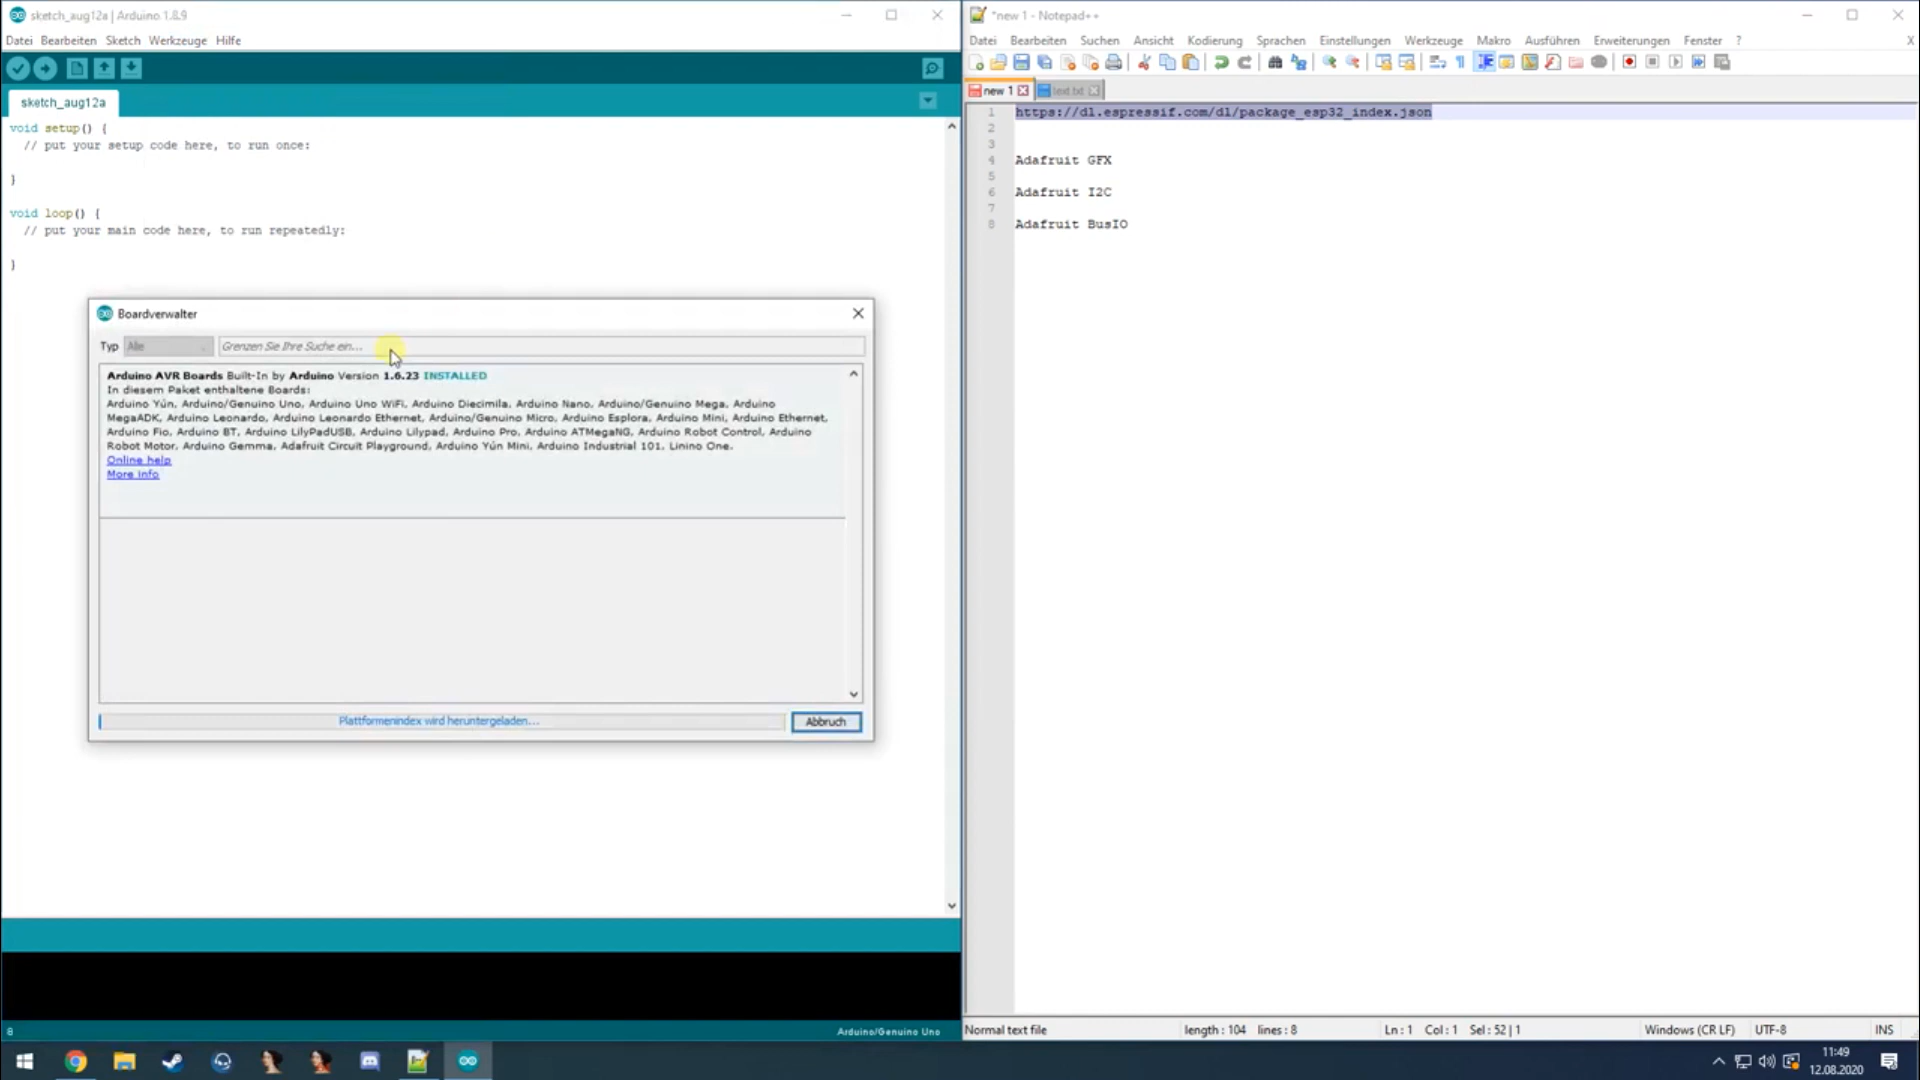 sketch_aug12a | Arduino 1.8.9
Datei Bearbeiten Sketch Werkzeuge Hilfe
sketch_aug12a
void setup() {
// put your setup code here, to run once:
}
void loop() {
// put your main code here, to run repeatedly:
}
Boardverwalter
Typ Alle Grenzen Sie Ihre Suche ein...
Arduino AVR Boards Built-In by Arduino Version 1.6.23 INSTALLED
In diesem Paket enthaltene Boards:
Arduino Yún, Arduino/Genuino Uno, Arduino Uno WiFi, Arduino Diecimila, Arduino Nano, Arduino/Genuino Mega, Arduino
MegaADK, Arduino Leonardo, Arduino Leonardo Ethernet, Arduino/Genuino Micro, Arduino Esplora, Arduino Mini, Arduino Ethernet,
Arduino Fio, Arduino BT, Arduino LilyPadUSB, Arduino Lilypad, Arduino Pro, Arduino ATMegaNG, Arduino Robot Control, Arduino
Robot Motor, Arduino Gemma, Adafruit Circuit Playground, Arduino Yún Mini, Arduino Industrial 101, Linino One.
Online help
More info
Plattformenindex wird heruntergeladen...
Abbruch
8
Arduino/Genuino Uno
*new 1 - Notepad++
Datei Bearbeiten Suchen Ansicht Kodierung Sprachen Einstellungen Werkzeuge Makro Ausführen Erweiterungen Fenster ? X
new 1 text.txt
1 https://dl.espressif.com/dl/package_esp32_index.json
2
3
4 Adafruit GFX
5
6 Adafruit I2C
7
8 Adafruit BusIO
Normal text file length : 104 lines : 8 Ln : 1 Col : 1 Sel : 52 | 1 Windows (CR LF) UTF-8 INS
11:49
12.08.2020